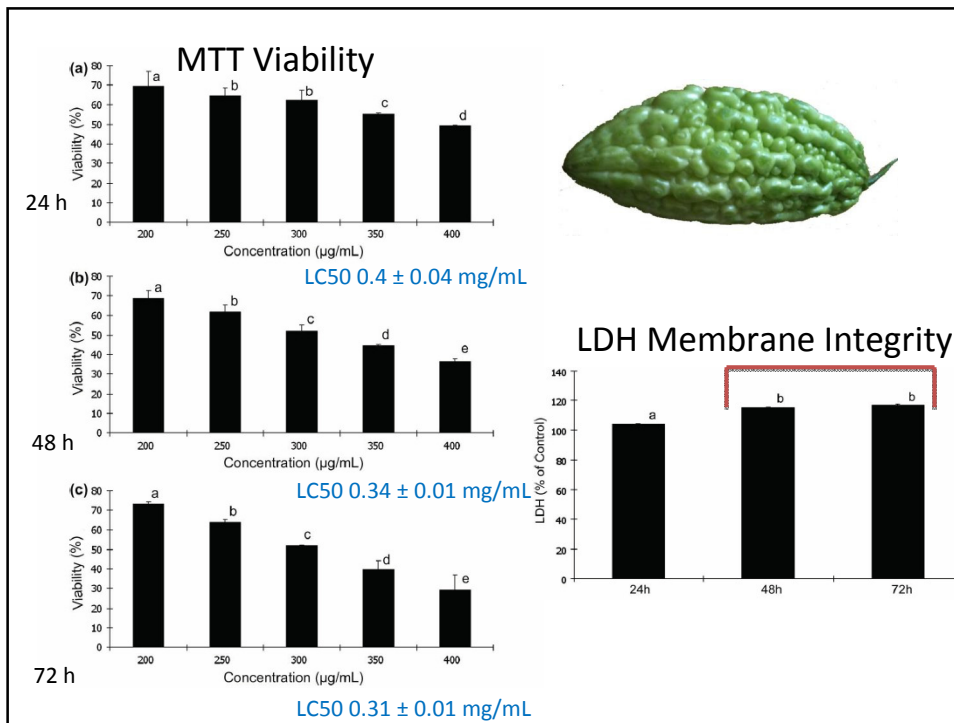 MTT Viability
(a)
80
70
60
50
40
30
20
10
0
Viability (%)
a
b
b
c
d
200 250 300 350 400
Concentration (µg/mL)
24 h
LC50 0.4 ± 0.04 mg/mL
(b)
80
70
60
50
40
30
20
10
0
Viability (%)
a
b
c
d
e
200 250 300 350 400
Concentration (µg/mL)
48 h
LC50 0.34 ± 0.01 mg/mL
(c)
80
70
60
50
40
30
20
10
0
Viability (%)
a
b
c
d
e
200 250 300 350 400
Concentration (µg/mL)
72 h
LC50 0.31 ± 0.01 mg/mL
LDH Membrane Integrity
140
120
100
80
60
40
20
0
LDH (% of Control)
a
b
b
24h 48h 72h